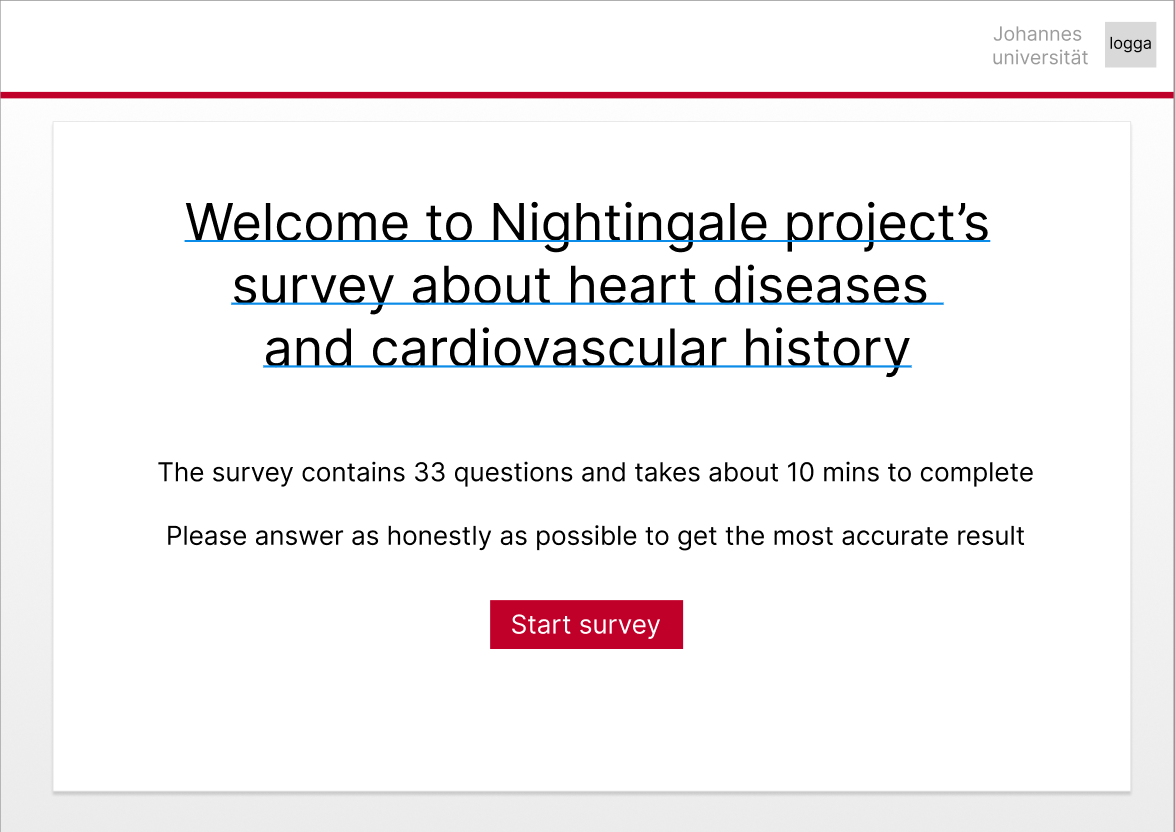 Johannes
universität
logga
Welcome to Nightingale project’s
survey about heart diseases
and cardiovascular history
The survey contains 33 questions and takes about 10 mins to complete
Please answer as honestly as possible to get the most accurate result
Start survey